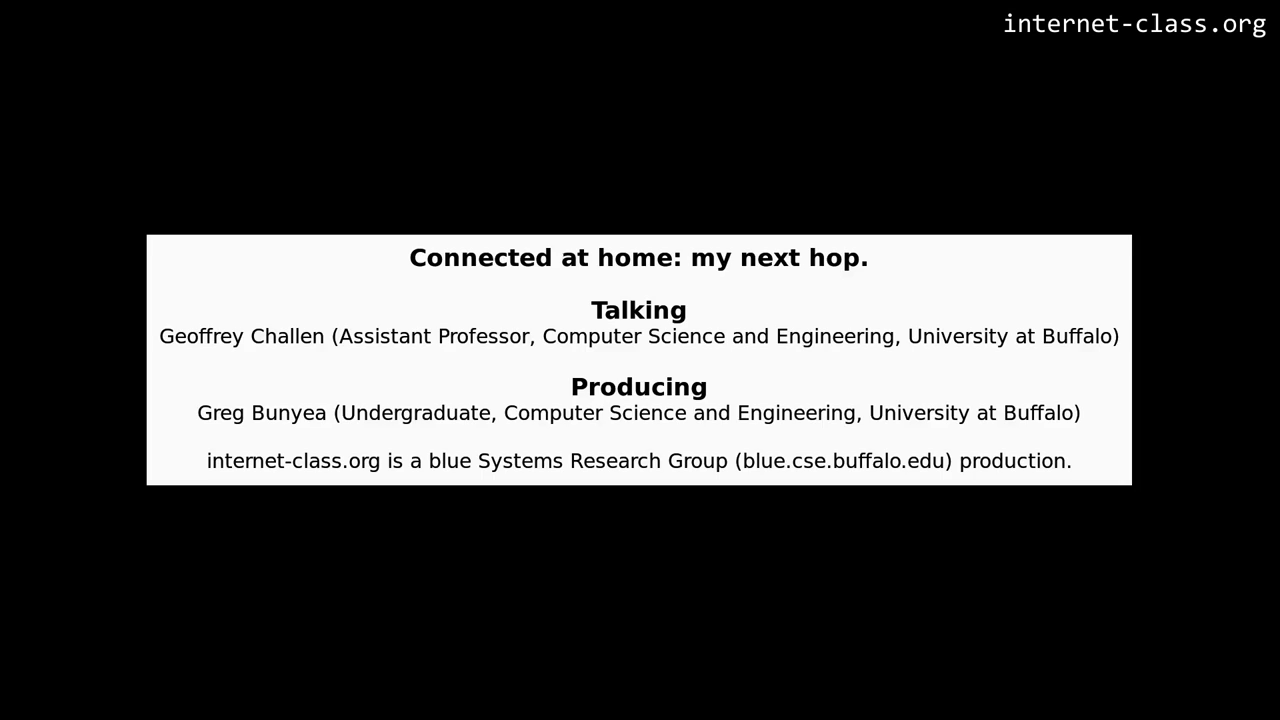 internet-class.org
Connected at home: my next hop.
Talking
Geoffrey Challen (Assistant Professor, Computer Science and Engineering, University at Buffalo)
Producing
Greg Bunyea (Undergraduate, Computer Science and Engineering, University at Buffalo)
internet-class.org is a blue Systems Research Group (blue.cse.buffalo.edu) production.